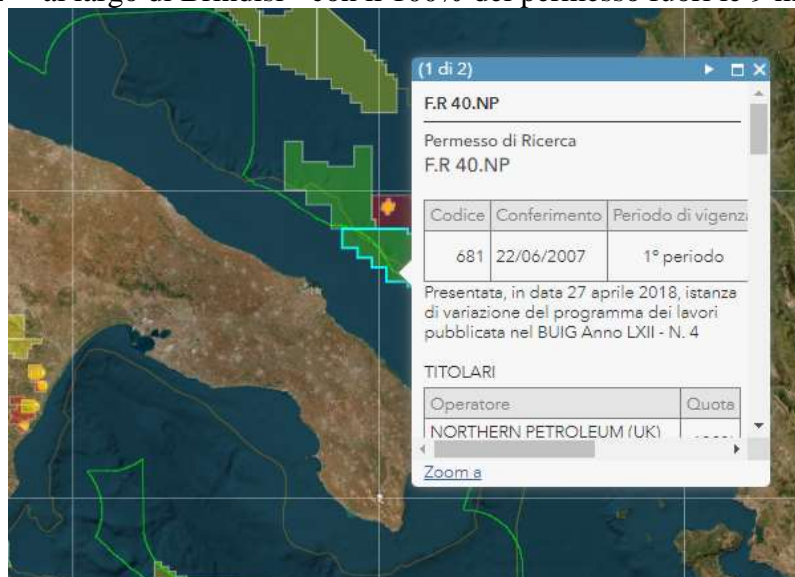 al largo di Brindisi
con il 100% del permesso fuori le 9
(1 di 2)
F.R 40.NP
Permesso di Ricerca
F.R 40.NP
Codice Conferimento Periodo di
681 22/06/2007 1° periodo
Presentata, in data 27 aprile 2018, istanza
di variazione del programma dei lavori
pubblicata nel BUIG Anno LXII - N. 4
TITOLARI
Operatore Quota
NORTHERN PETROLEUM (UK)
Zoom a